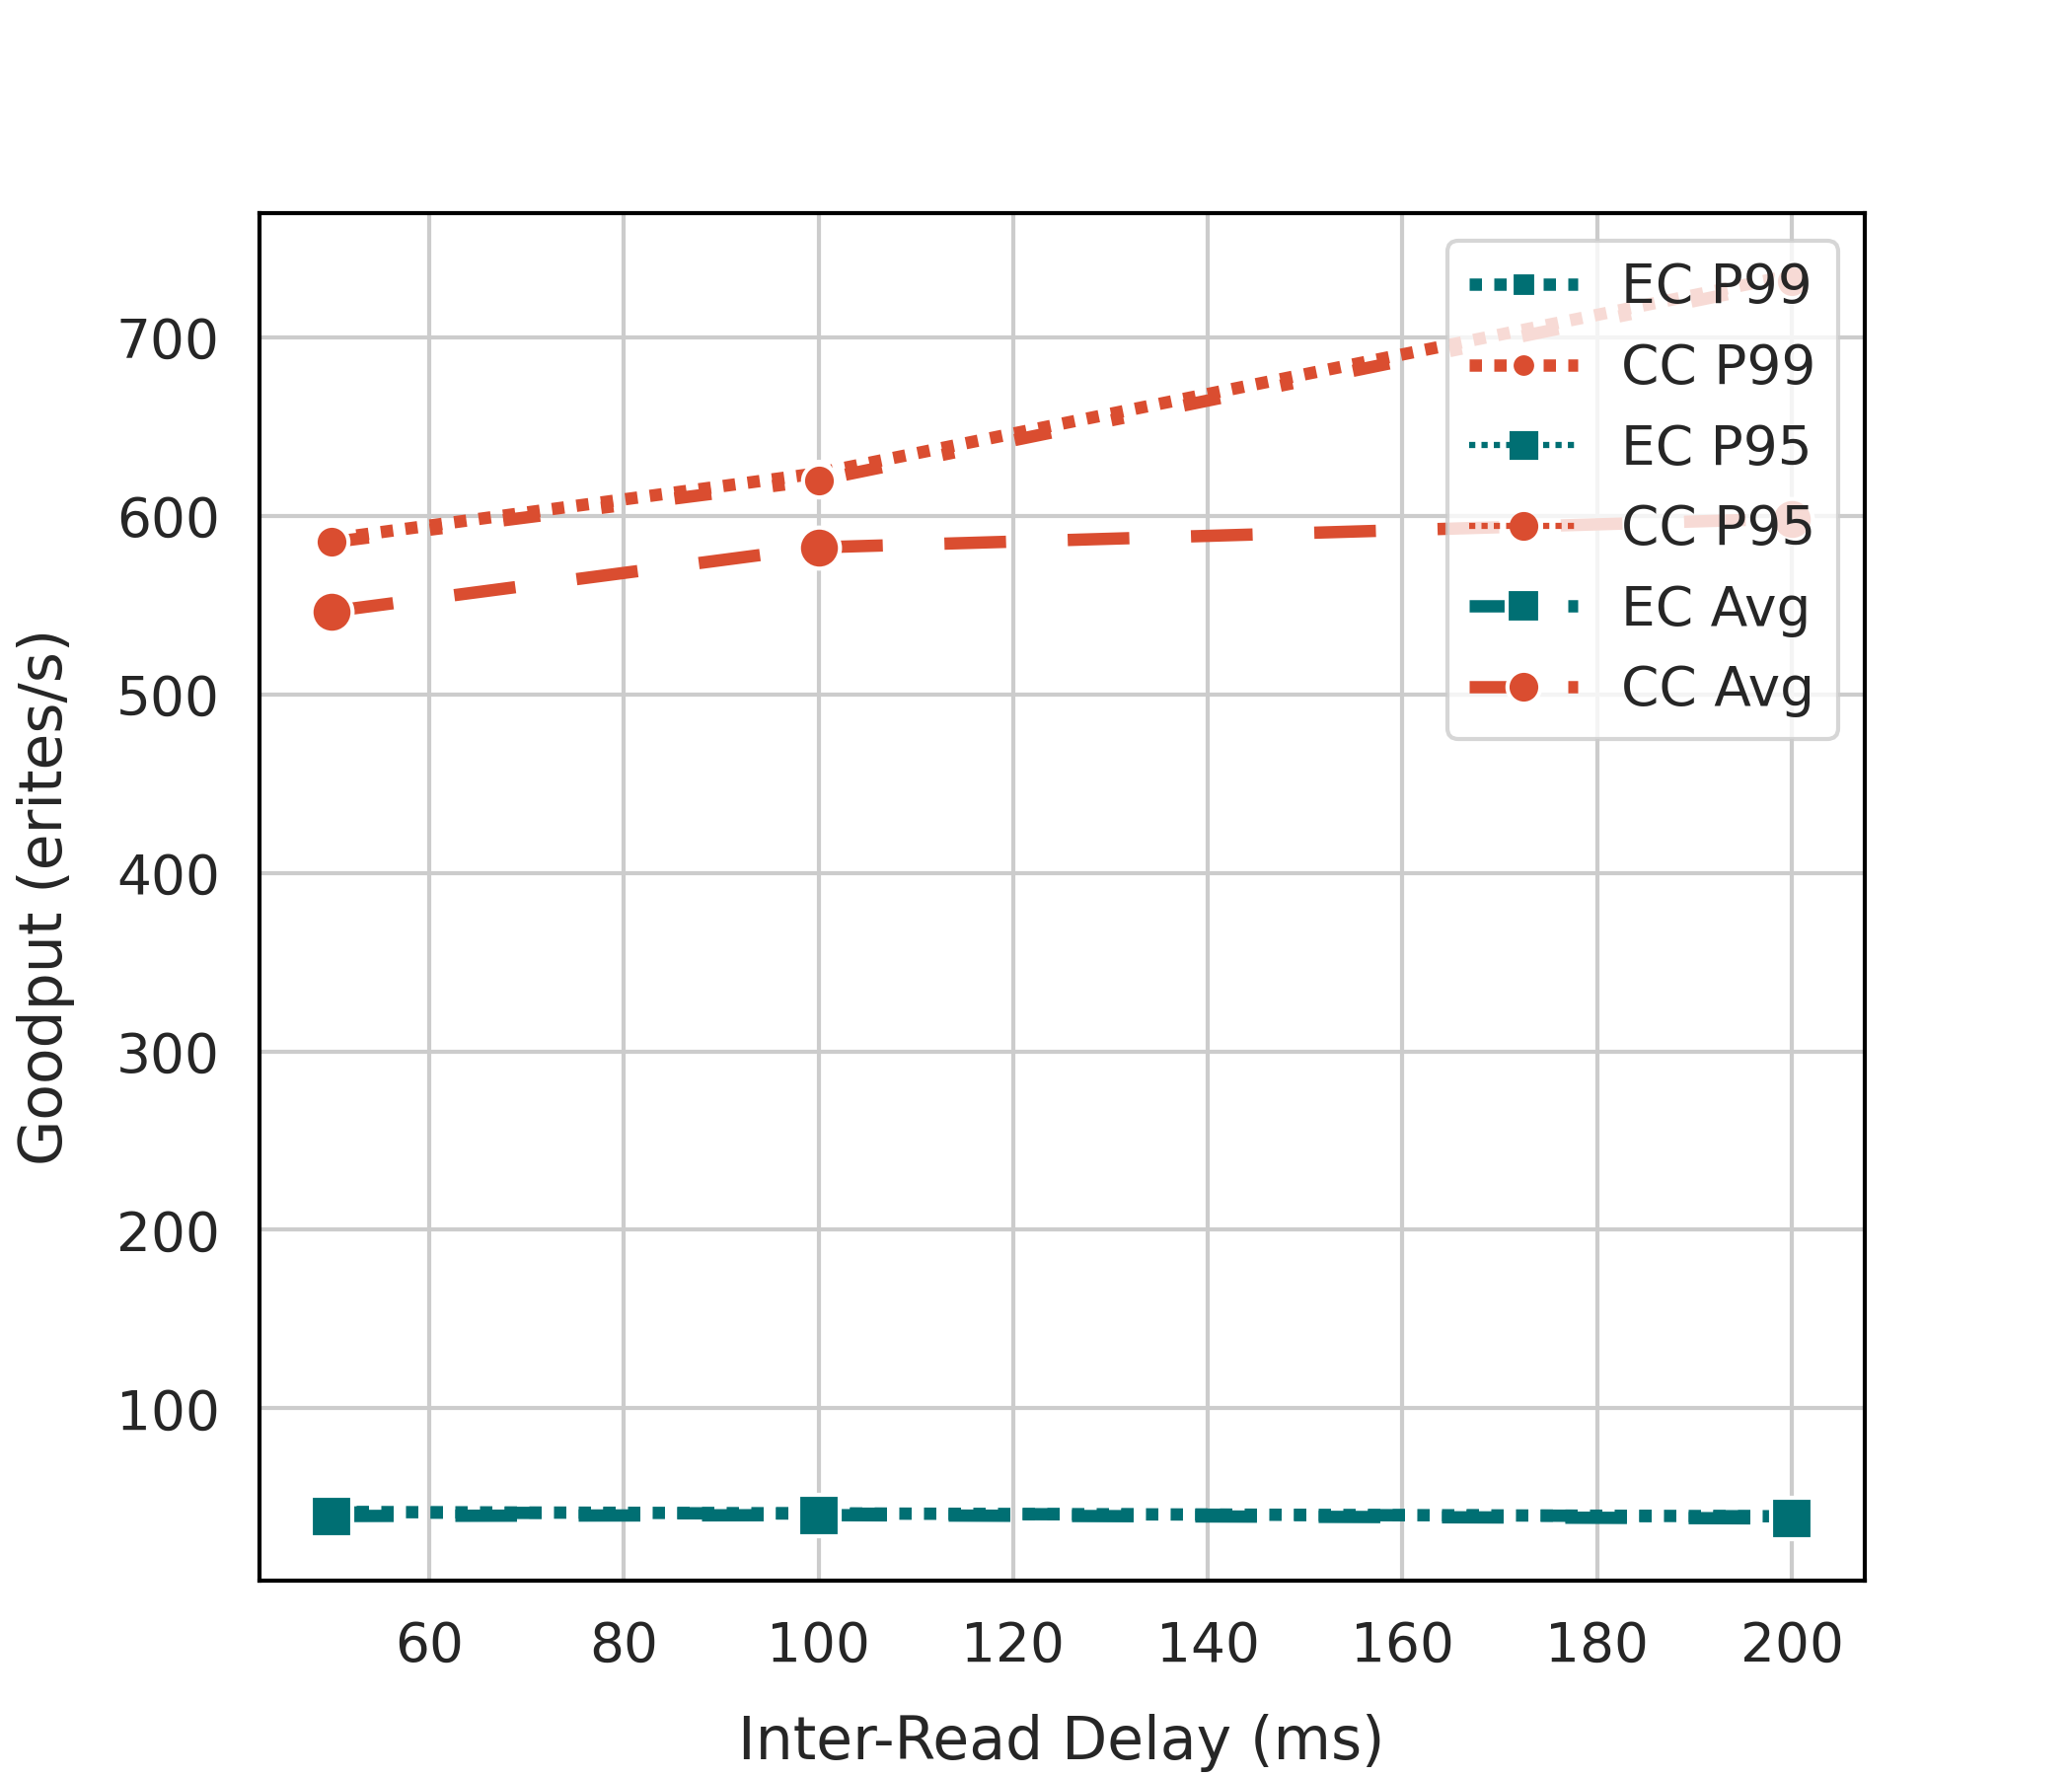 Goodput (erites/s)
700
600
500
400
300
200
100
60 80 100 120 140 160 180 200
Inter-Read Delay (ms)
EC P99
CC P99
EC P95
CC P95
EC Avg
CC Avg